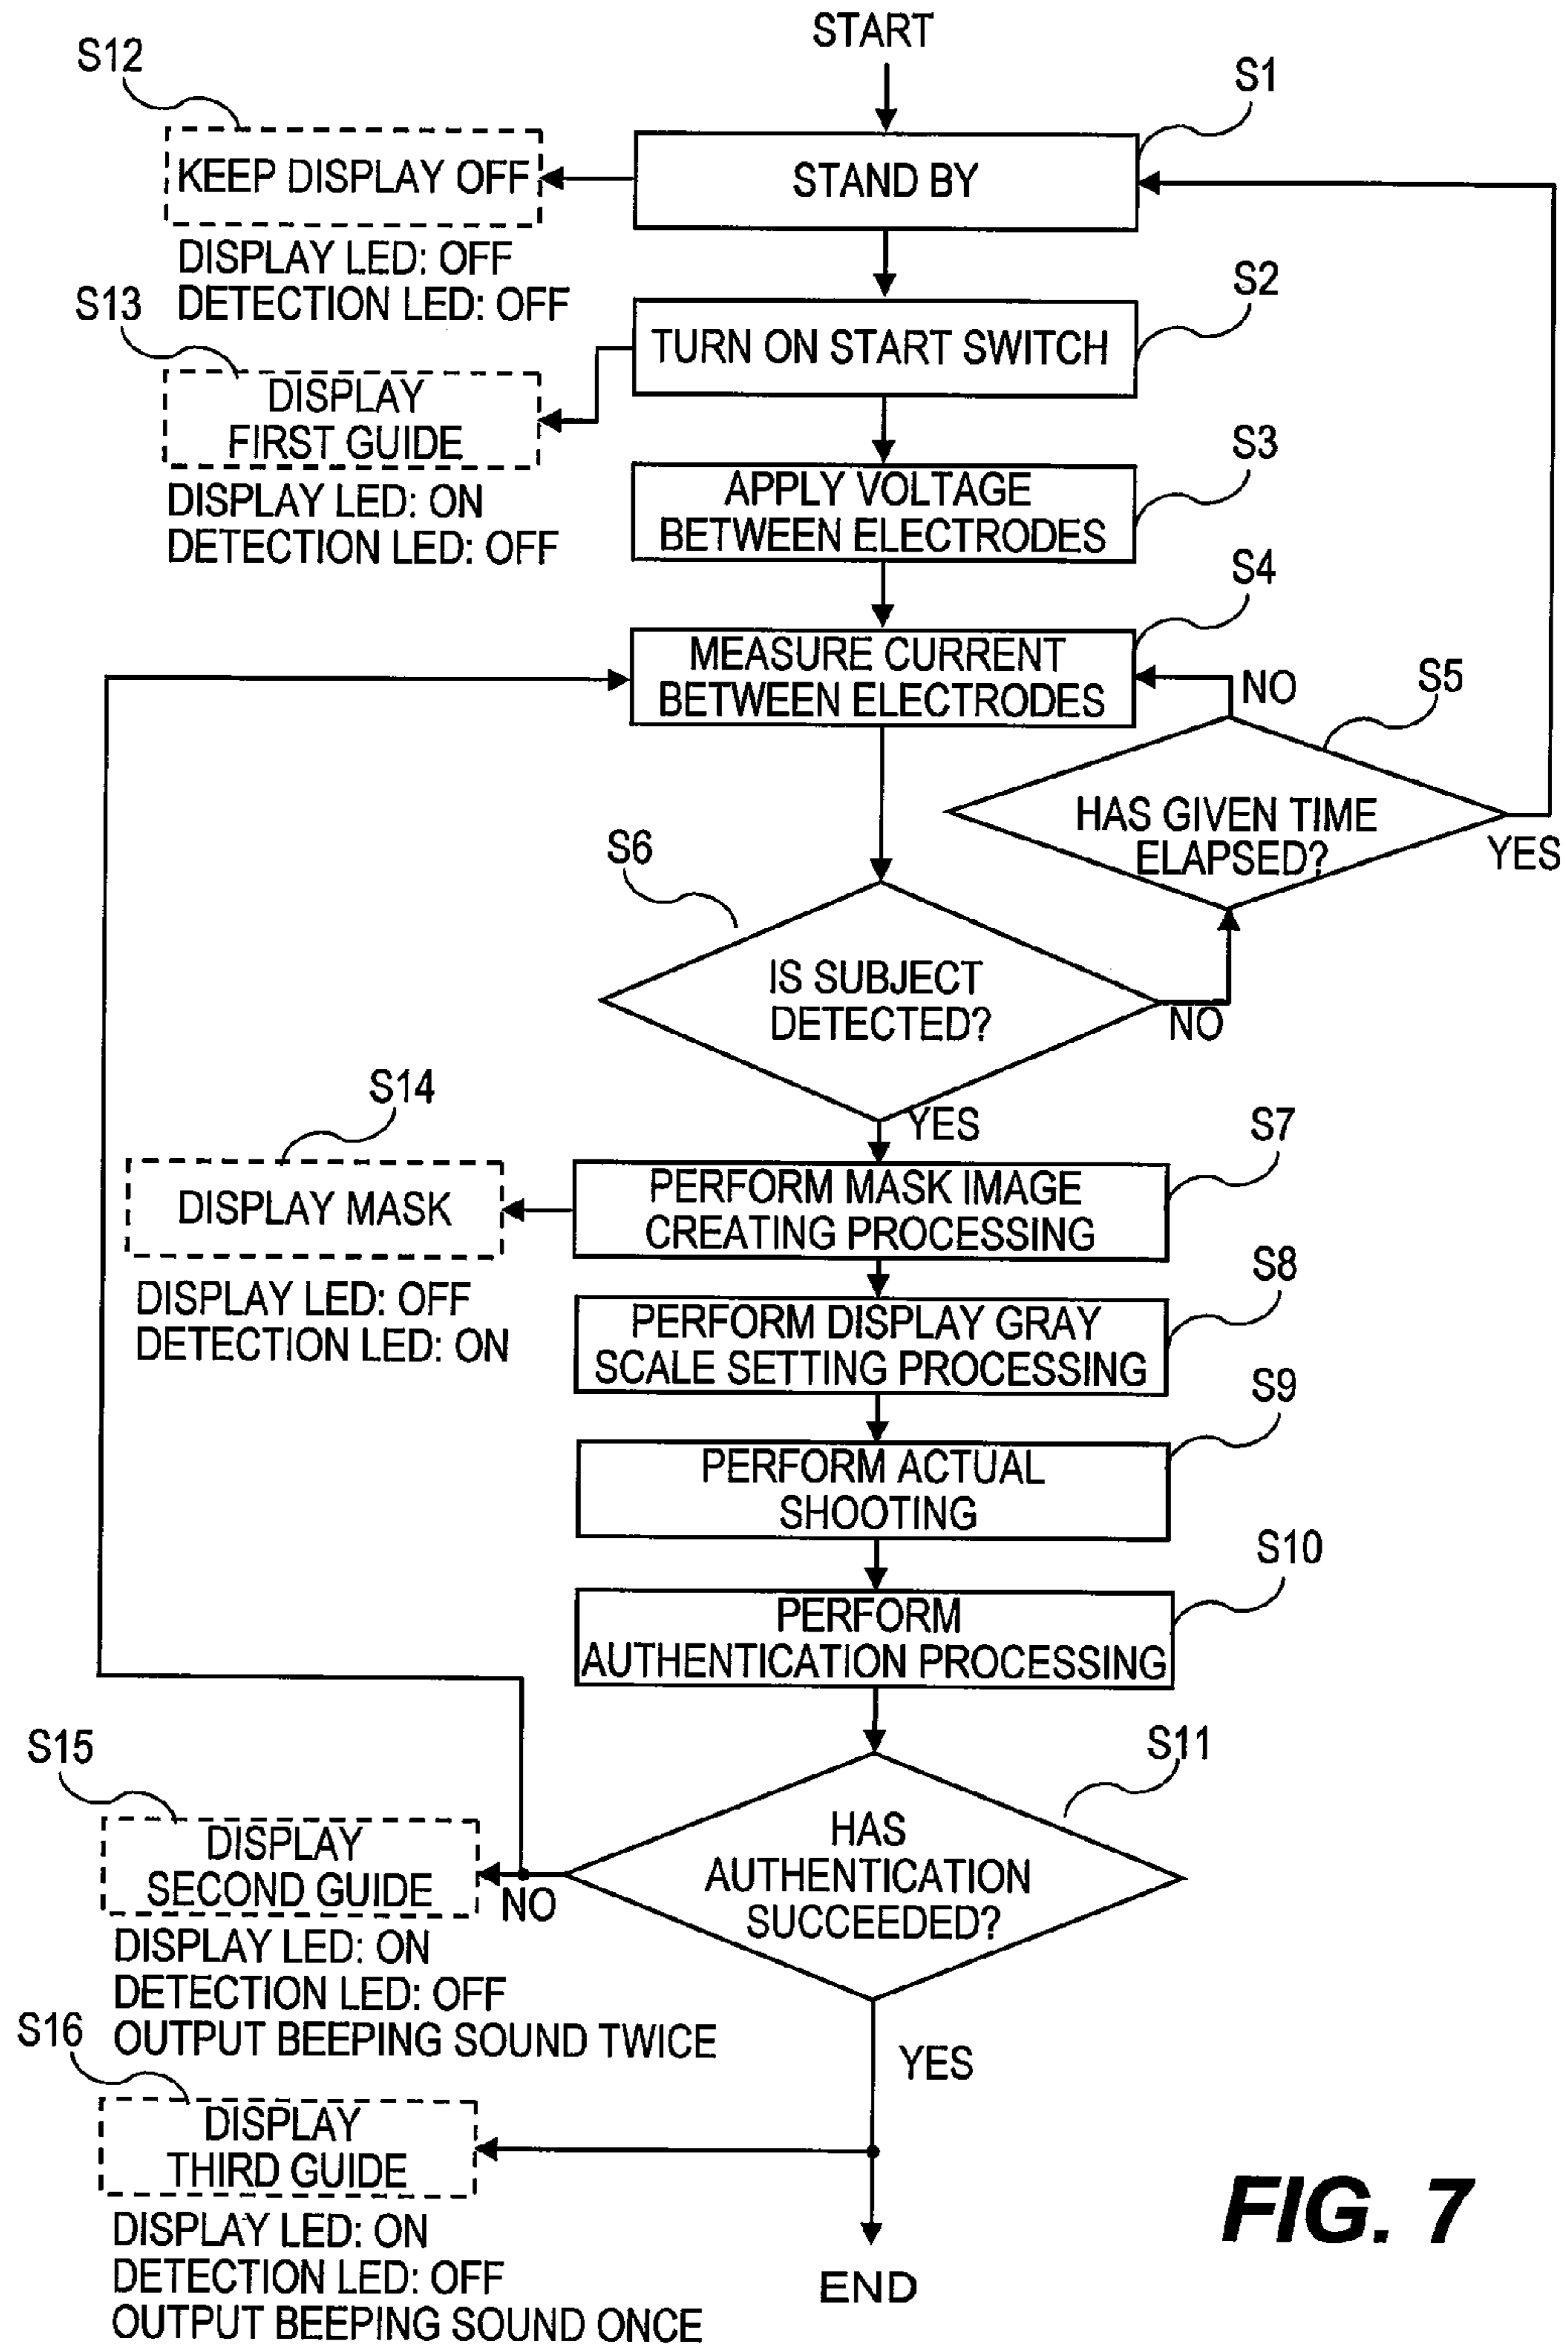 START
S12
S1
KEEP DISPLAY OFF
STAND BY
DISPLAY LED: OFF
DETECTION LED: OFF
S2
S13
TURN ON START SWITCH
DISPLAY
FIRST GUIDE
DISPLAY LED: ON
DETECTION LED: OFF
S3
APPLY VOLTAGE
BETWEEN ELECTRODES
S4
MEASURE CURRENT
BETWEEN ELECTRODES
NO
S5
HAS GIVEN TIME
ELAPSED?
YES
S6
IS SUBJECT
DETECTED?
NO
YES
S14
S7
DISPLAY MASK
PERFORM MASK IMAGE
CREATING PROCESSING
DISPLAY LED: OFF
DETECTION LED: ON
S8
PERFORM DISPLAY GRAY
SCALE SETTING PROCESSING
S9
PERFORM ACTUAL
SHOOTING
S10
PERFORM
AUTHENTICATION PROCESSING
S15
S11
DISPLAY
SECOND GUIDE
NO
HAS
AUTHENTICATION
SUCCEEDED?
DISPLAY LED: ON
DETECTION LED: OFF
OUTPUT BEEPING SOUND TWICE
S16
YES
DISPLAY
THIRD GUIDE
DISPLAY LED: ON
DETECTION LED: OFF
OUTPUT BEEPING SOUND ONCE
END
FIG. 7